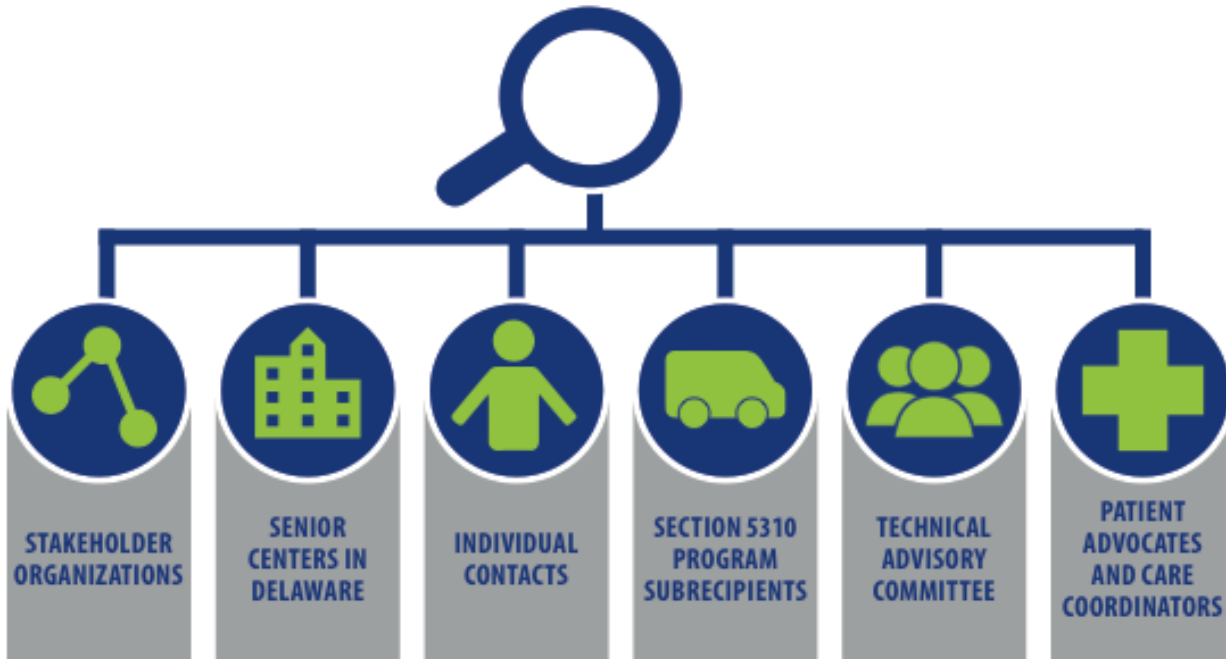 STAKEHOLDER
ORGANIZATIONS
SENIOR
CENTERS IN
DELAWARE
INDIVIDUAL
CONTACTS
SECTION 5310
PROGRAM
SUBRECIPIENTS
TECHNICAL
ADVISORY
COMMITTEE
PATIENT
ADVOCATES
AND CARE
COORDINATORS